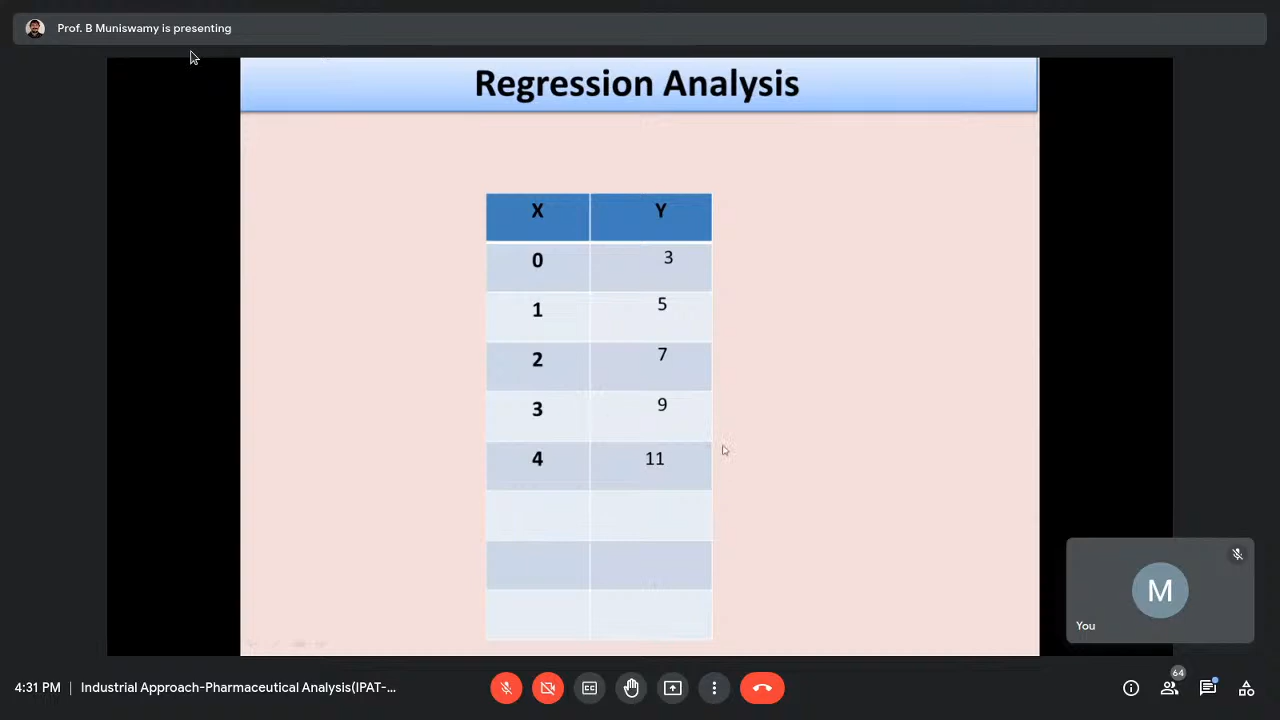 Prof. B Muniswamy is presenting
Regression Analysis
X Y
0 3
1 5
2 7
3 9
4 11
M
You
4:31 PM | Industrial Approach-Pharmaceutical Analysis(IPAT-...
CC
64